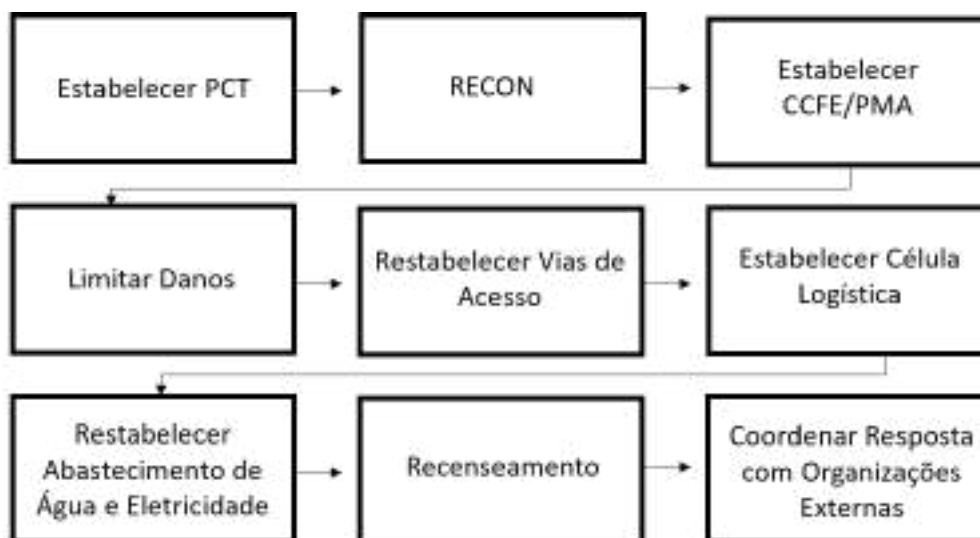 Estabelecer PCT
RECON
Estabelecer
CCFE/PMA
Limitar Danos
Restabelecer Vias de
Acesso
Estabelecer Célula
Logística
Restabelecer
Abastecimento de
Água e Eletricidade
Recenseamento
Coordenar Resposta
com Organizações
Externas